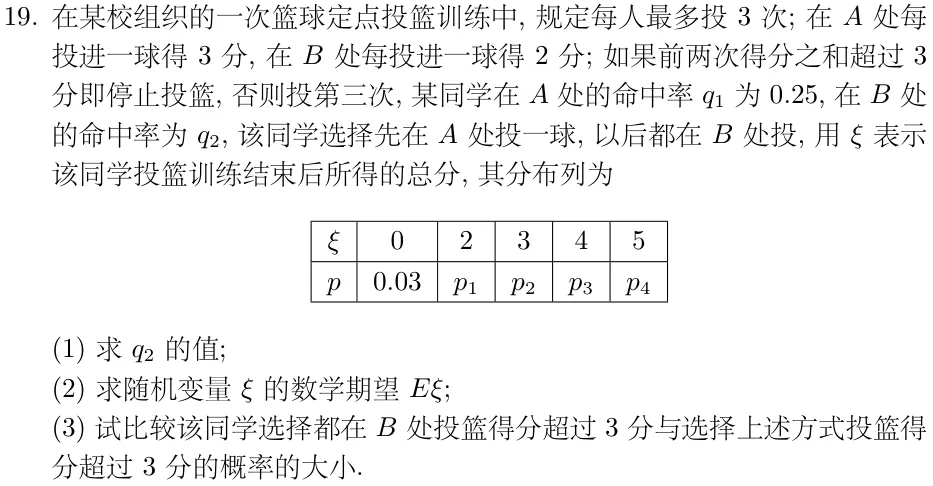 19. 在某校组织的一次篮球定点投篮训练中, 规定每人最多投 3 次; 在 A 处每
投进一球得 3 分, 在 B 处每投进一球得 2 分; 如果前两次得分之和超过 3
分即停止投篮, 否则投第三次, 某同学在 A 处的命中率 q₁ 为 0.25, 在 B 处
的命中率为 q₂, 该同学选择先在 A 处投一球, 以后都在 B 处投, 用 ξ 表示
该同学投篮训练结束后所得的总分, 其分布列为
ξ 0 2 3 4 5
p 0.03 p₁ p₂ p₃ p₄
(1) 求 q₂ 的值;
(2) 求随机变量 ξ 的数学期望 Eξ;
(3) 试比较该同学选择都在 B 处投篮得分超过 3 分与选择上述方式投篮得
分超过 3 分的概率的大小.